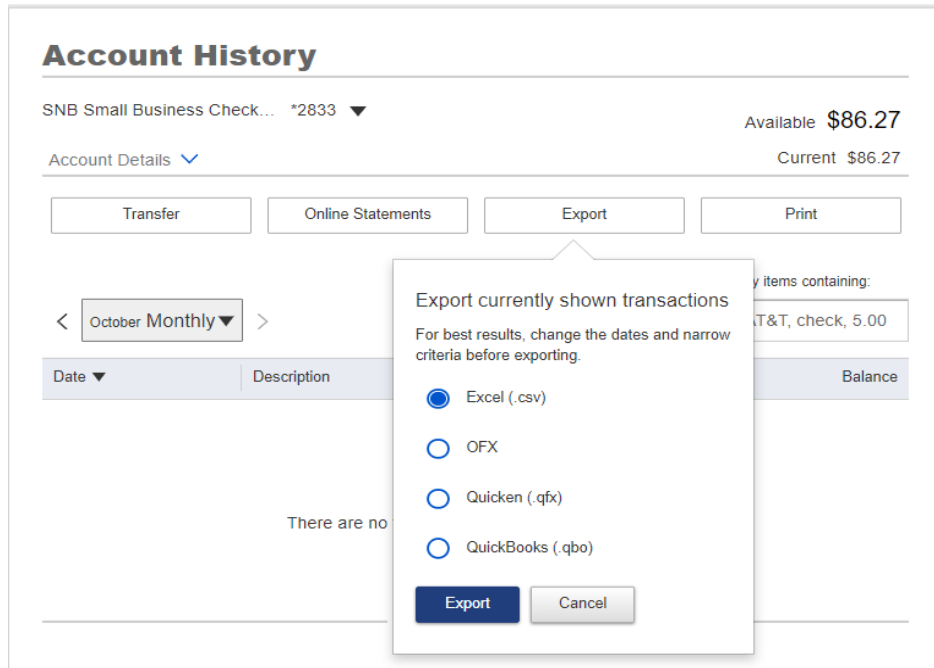 Account History
SNB Small Business Check... *2833
Available $86.27
Account Details
Current $86.27
Transfer
Online Statements
Export
Print
y items containing:
October Monthly
T&T, check, 5.00
Date
Description
Balance
Export currently shown transactions
For best results, change the dates and narrow
criteria before exporting.
Excel (.csv)
OFX
Quicken (.qfx)
QuickBooks (.qbo)
There are no
Export
Cancel